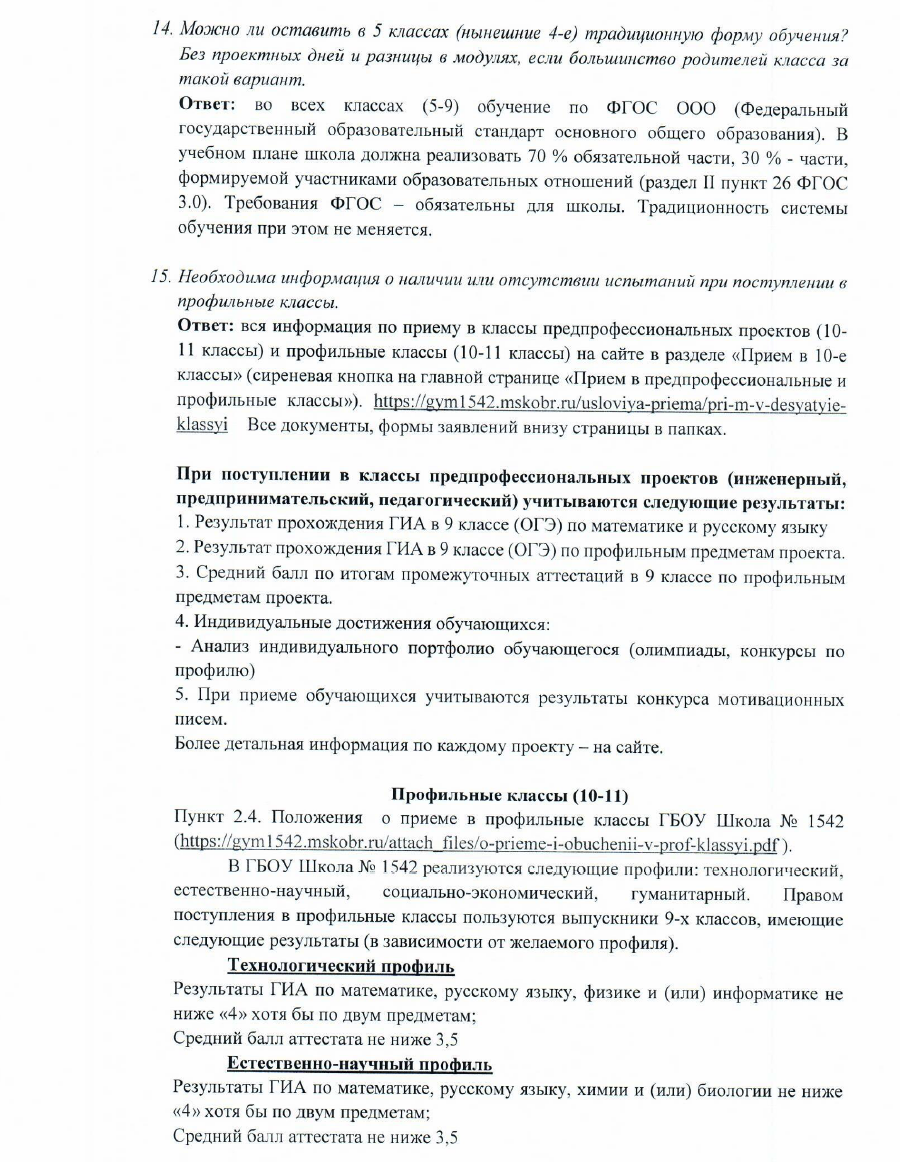 14. Можно ли оставить в 5 классах (нынешние 4-е) традиционную форму обучения?
Без проектных дней и разницы в модулях, если большинство родителей класса за
такой вариант.
Ответ: во всех классах (5-9) обучение по ФГОС ООО (Федеральный
государственный образовательный стандарт основного общего образования). В
учебном плане школа должна реализовать 70 % обязательной части, 30 % - части,
формируемой участниками образовательных отношений (раздел II пункт 26 ФГОС
3.0). Требования ФГОС – обязательны для школы. Традиционность системы
обучения при этом не меняется.
15. Необходима информация о наличии или отсутствии испытаний при поступлении в
профильные классы.
Ответ: вся информация по приему в классы предпрофессиональных проектов (10-
11 классы) и профильные классы (10-11 классы) на сайте в разделе «Прием в 10-е
классы» (сиреневая кнопка на главной странице «Прием в предпрофессиональные и
профильные классы»). https://gym1542.mskobr.ru/usloviya-priema/pri-m-v-desyatyie-
klassyi Все документы, формы заявлений внизу страницы в папках.
При поступлении в классы предпрофессиональных проектов (инженерный,
предпринимательский, педагогический) учитываются следующие результаты:
1. Результат прохождения ГИА в 9 классе (ОГЭ) по математике и русскому языку
2. Результат прохождения ГИА в 9 классе (ОГЭ) по профильным предметам проекта.
3. Средний балл по итогам промежуточных аттестаций в 9 классе по профильным
предметам проекта.
4. Индивидуальные достижения обучающихся:
- Анализ индивидуального портфолио обучающегося (олимпиады, конкурсы по
профилю)
5. При приеме обучающихся учитываются результаты конкурса мотивационных
писем.
Более детальная информация по каждому проекту – на сайте.
Профильные классы (10-11)
Пункт 2.4. Положения о приеме в профильные классы ГБОУ Школа № 1542
(https://gym1542.mskobr.ru/attach_files/o-prieme-i-obuchenii-v-prof-klassyi.pdf ).
В ГБОУ Школа № 1542 реализуются следующие профили: технологический,
естественно-научный, социально-экономический, гуманитарный. Правом
поступления в профильные классы пользуются выпускники 9-х классов, имеющие
следующие результаты (в зависимости от желаемого профиля).
Технологический профиль
Результаты ГИА по математике, русскому языку, физике и (или) информатике не
ниже «4» хотя бы по двум предметам;
Средний балл аттестата не ниже 3,5
Естественно-научный профиль
Результаты ГИА по математике, русскому языку, химии и (или) биологии не ниже
«4» хотя бы по двум предметам;
Средний балл аттестата не ниже 3,5